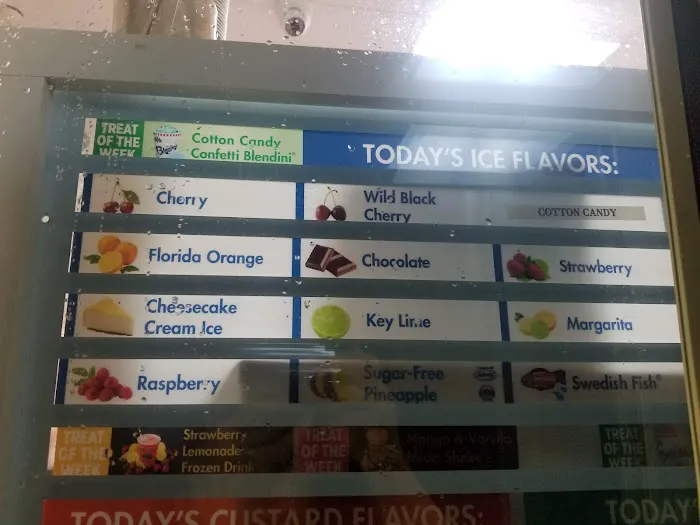 TREAT OF THE WEEK
Cotton Candy
Confetti Blendini
TODAY'S ICE FLAVORS:
Cherry
Wild Black
Cherry
COTTON CANDY
Florida Orange
Chocolate
Strawberry
Cheesecake
Cream Ice
Key Lime
Margarita
Raspberry
Sugar-Free
Pineapple
Swedish Fish®
TREAT
OF THE
WEEK
Strawberry
Lemonade
Frozen Drink
TREAT
OF THE
WEEK
Mango & Vanilla
TREAT
OF THE
WEEK
TODAY'S CUSTARD FLAVORS:
TODAY